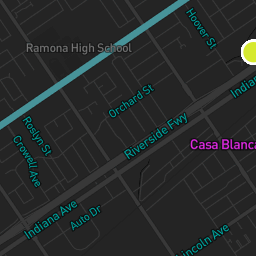 Hoover St
Ramona High School
Indiana
Orchard St
Roslyn St
Riverside Fwy
Casa Blanca
Crowell Ave
Indiana Ave
Auto Dr
Lincoln Ave